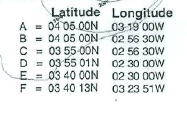 Latitude Longitude
A = 04 05 00N 03 19 00W
B = 04 05 00N 02 56 30W
C = 03 55 00N 02 56 30W
D = 03 55 01N 02 30 00W
E = 03 40 00N 02 30 00W
F = 03 40 13N 03 23 51W